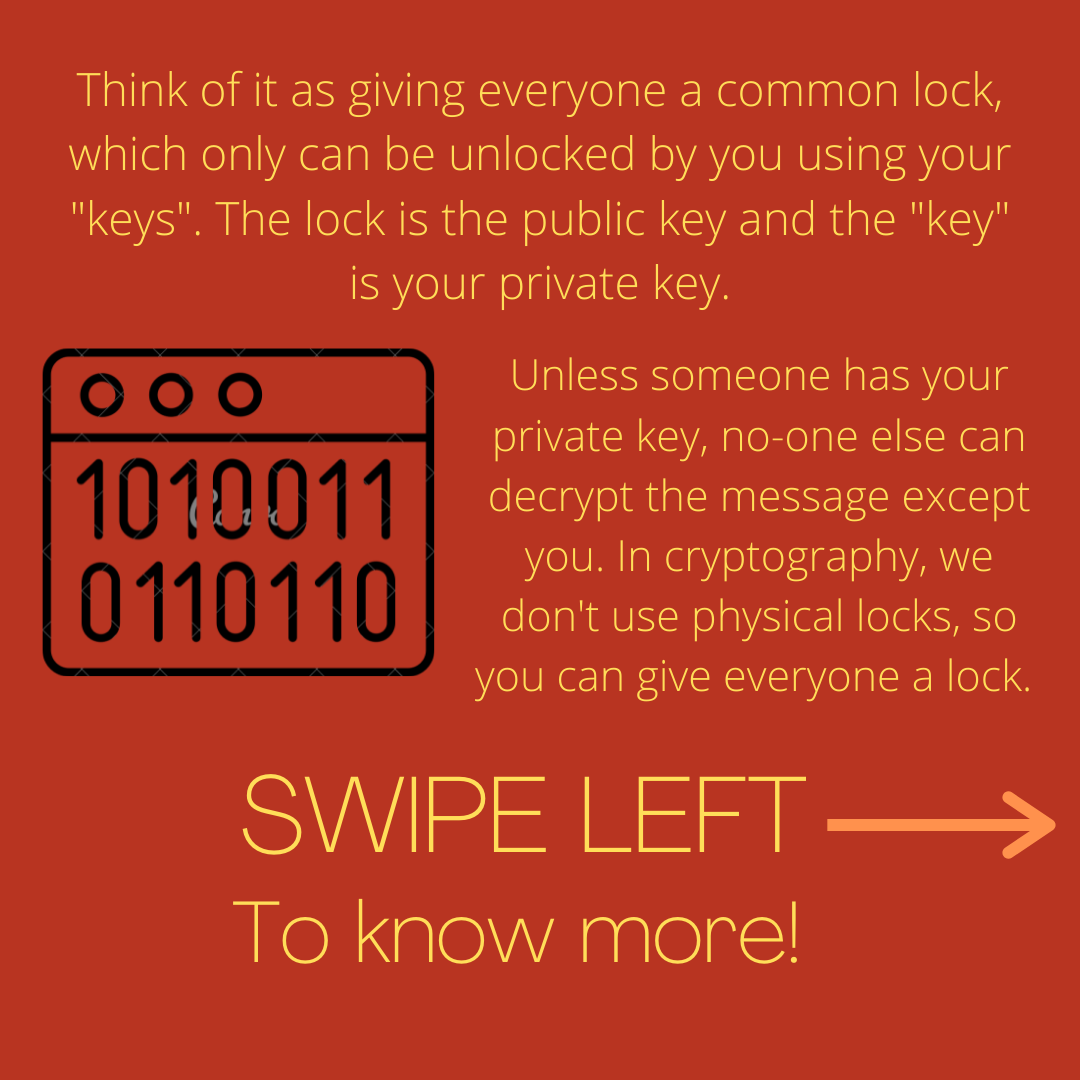 Think of it as giving everyone a common lock,
which only can be unlocked by you using your
"keys". The lock is the public key and the "key"
is your private key.
1010011
Canva
0110110
Unless someone has your
private key, no-one else can
decrypt the message except
you. In cryptography, we
don't use physical locks, so
you can give everyone a lock.
SWIPE LEFT
To know more!